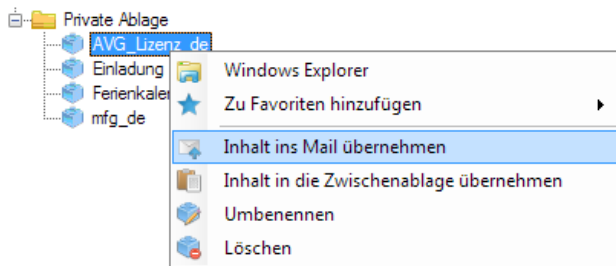 Private Ablage
AVG_Lizenz_de
Einladung
Windows Explorer
Zu Favoriten hinzufügen
mfg_de
Inhalt ins Mail übernehmen
Inhalt in die Zwischenablage übernehmen
Umbenennen
Löschen